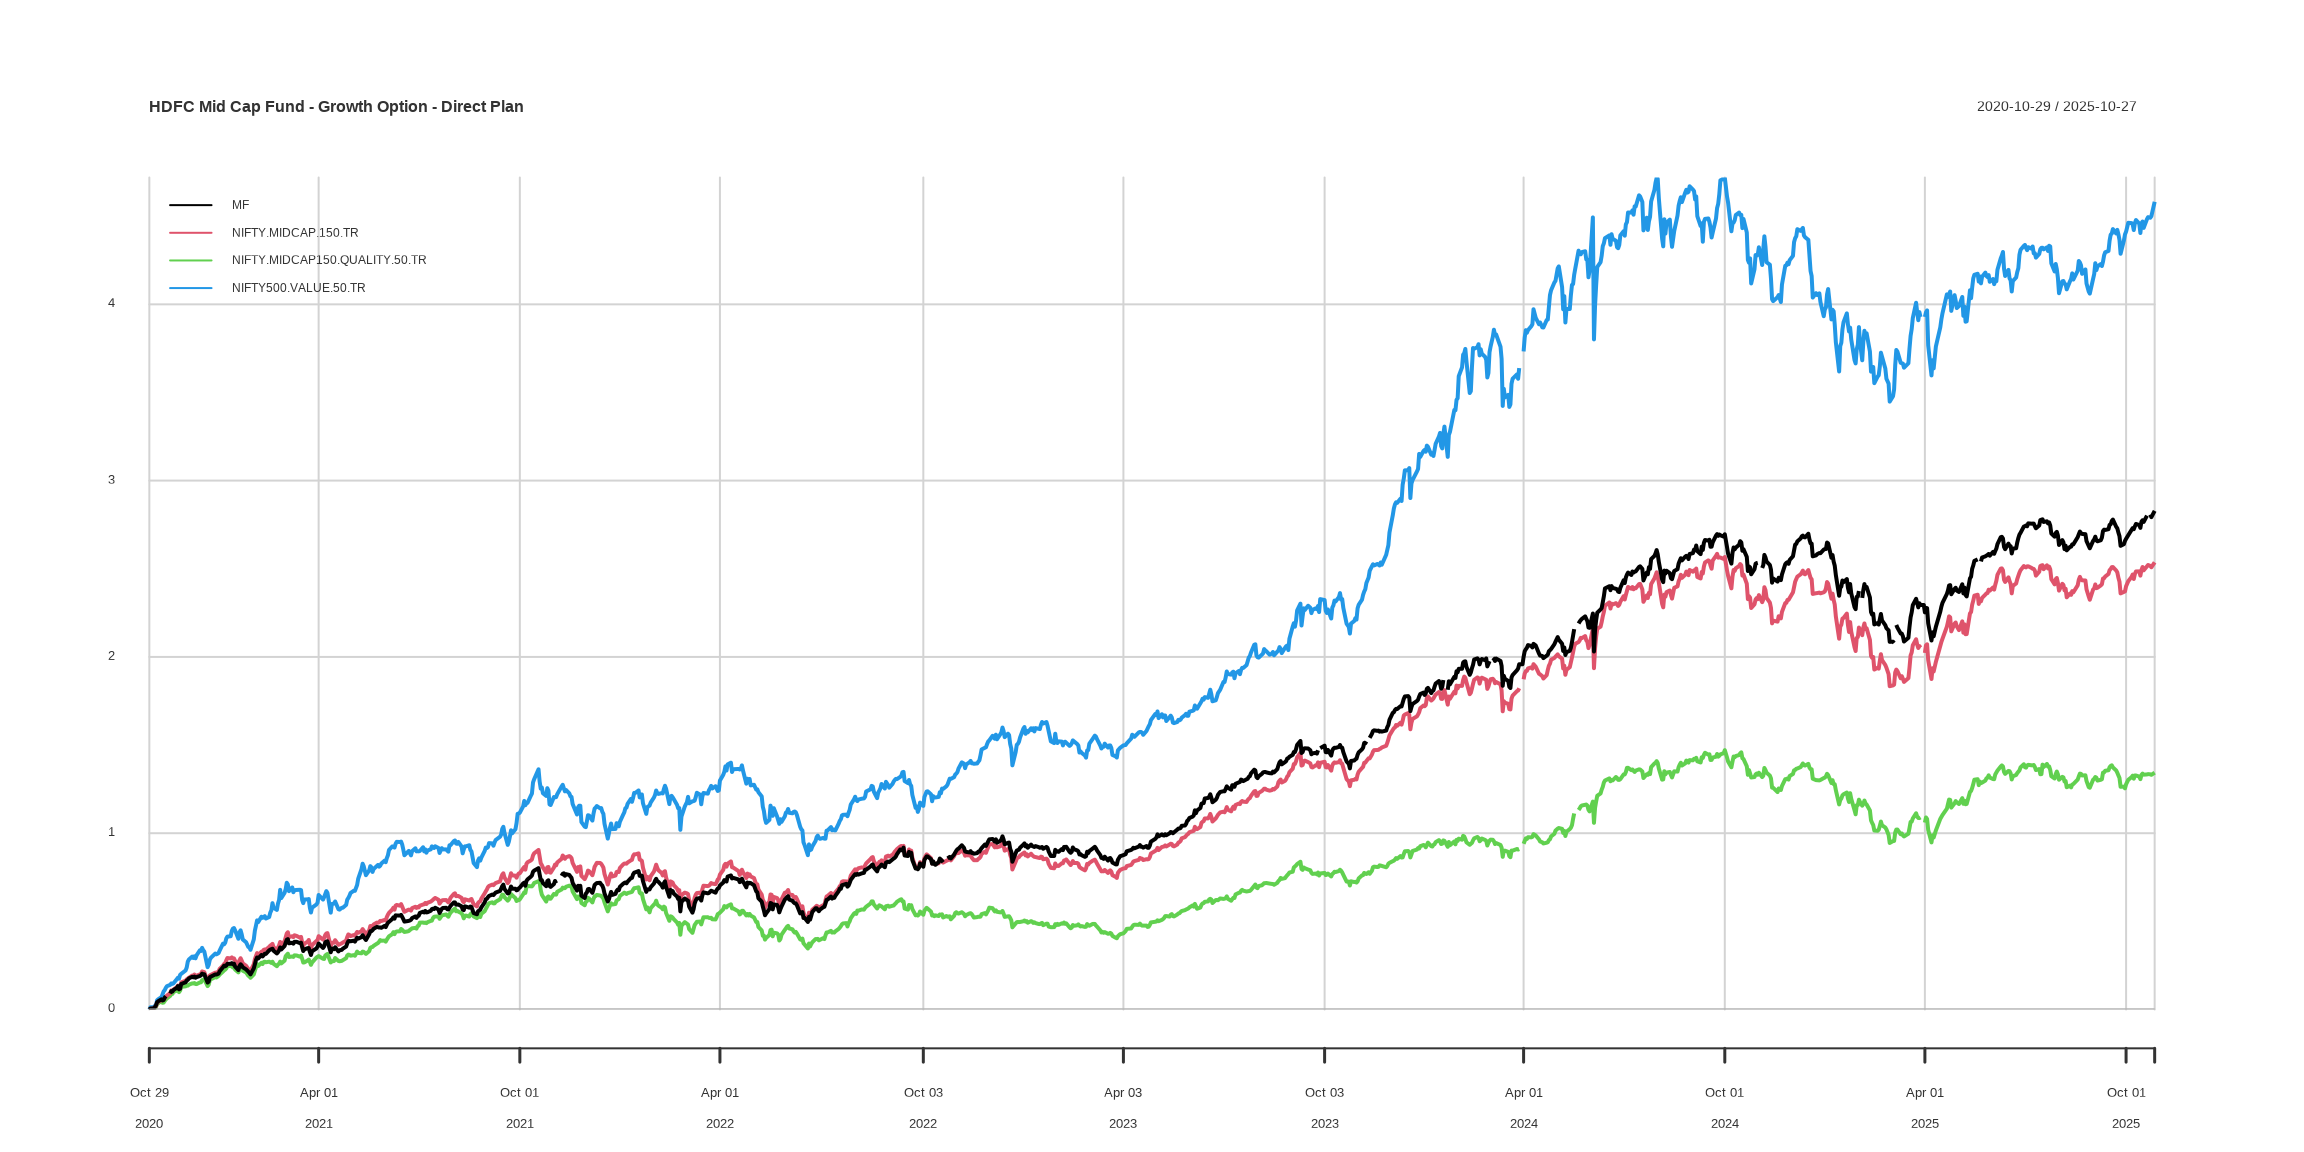 HDFC Mid Cap Fund - Growth Option - Direct Plan
2020-10-29 / 2025-10-27
MF
NIFTY.MIDCAP.150.TR
NIFTY.MIDCAP150.QUALITY.50.TR
NIFTY500.VALUE.50.TR
4
3
2
1
0
Oct 29 Apr 01 Oct 01 Apr 01 Oct 03 Apr 03 Oct 03 Apr 01 Oct 01 Apr 01 Oct 01
2020 2021 2021 2022 2022 2023 2023 2024 2024 2025 2025